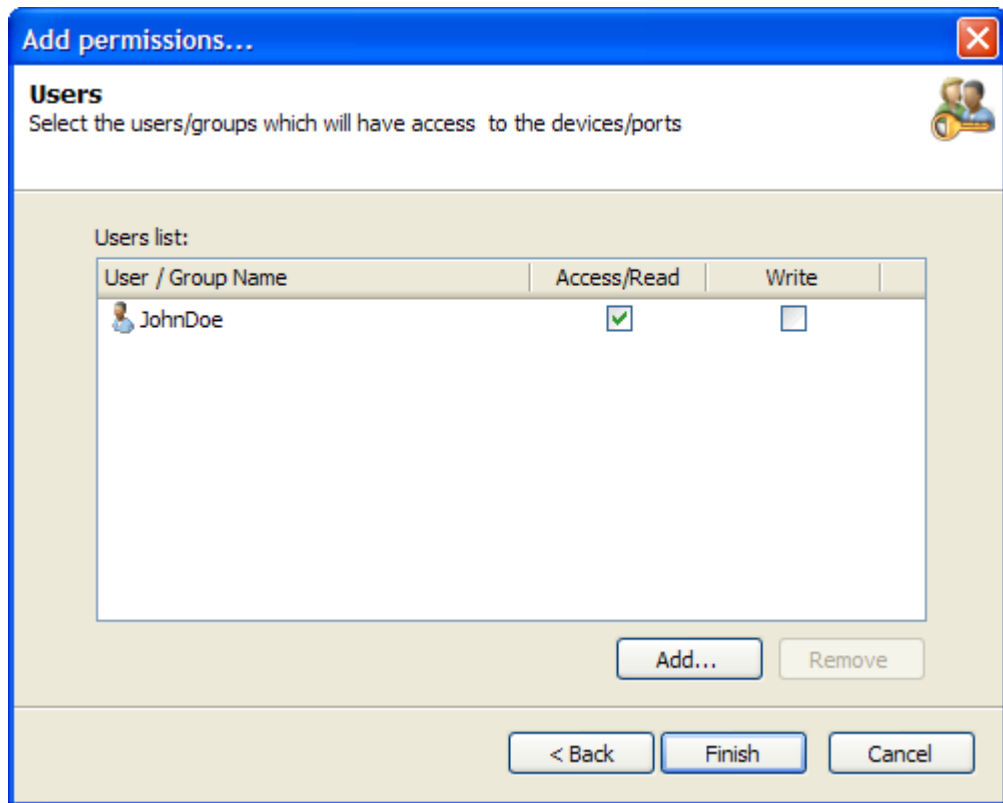 Add permissions...
Users
Select the users/groups which will have access  to the devices/ports
Users list:
User / Group Name Access/Read Write
JohnDoe
Add... Remove
< Back Finish Cancel